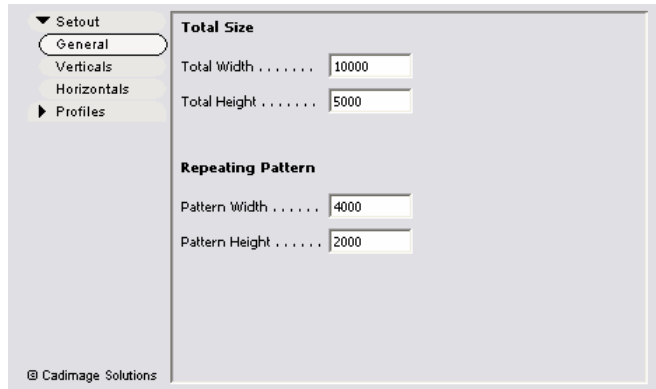 Setout
General
Verticals
Horizontals
Profiles
© Cadimage Solutions
Total Size
Total Width . . . . . . . 10000
Total Height . . . . . . . 5000
Repeating Pattern
Pattern Width . . . . . . 4000
Pattern Height . . . . . . 2000